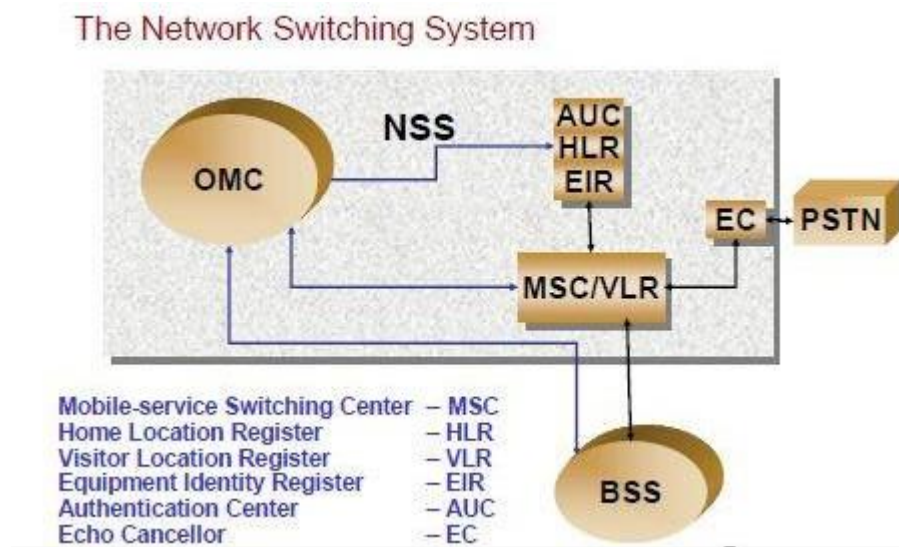 The Network Switching System
NSS
AUC
HLR
EIR
OMC
EC
PSTN
MSC/VLR
BSS
Mobile-service Switching Center – MSC
Home Location Register – HLR
Visitor Location Register – VLR
Equipment Identity Register – EIR
Authentication Center – AUC
Echo Cancellor – EC